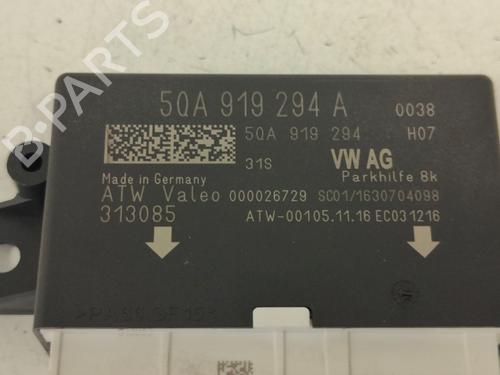 5QA 919 294 A 0038
5QA 919 294 H07
31S VW AG
Made in Germany Parkhilfe 8k
ATW Valeo 000026729 SC01/1630704098
313085 ATW-00105.11.16 EC031216
B-PARTS